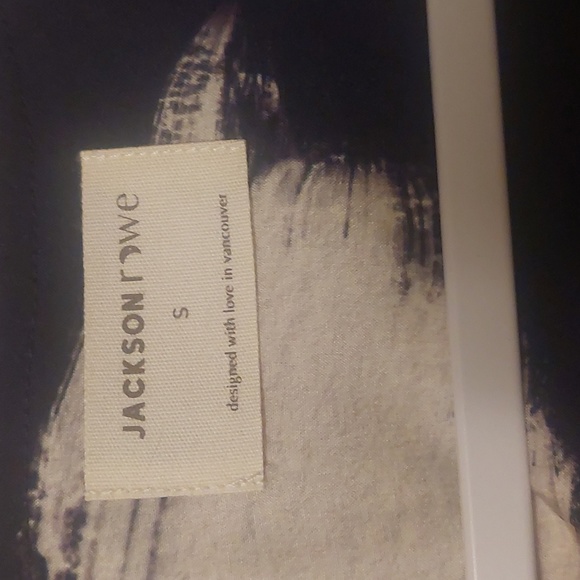 JACKSON rowe
S
designed with love in vancouver